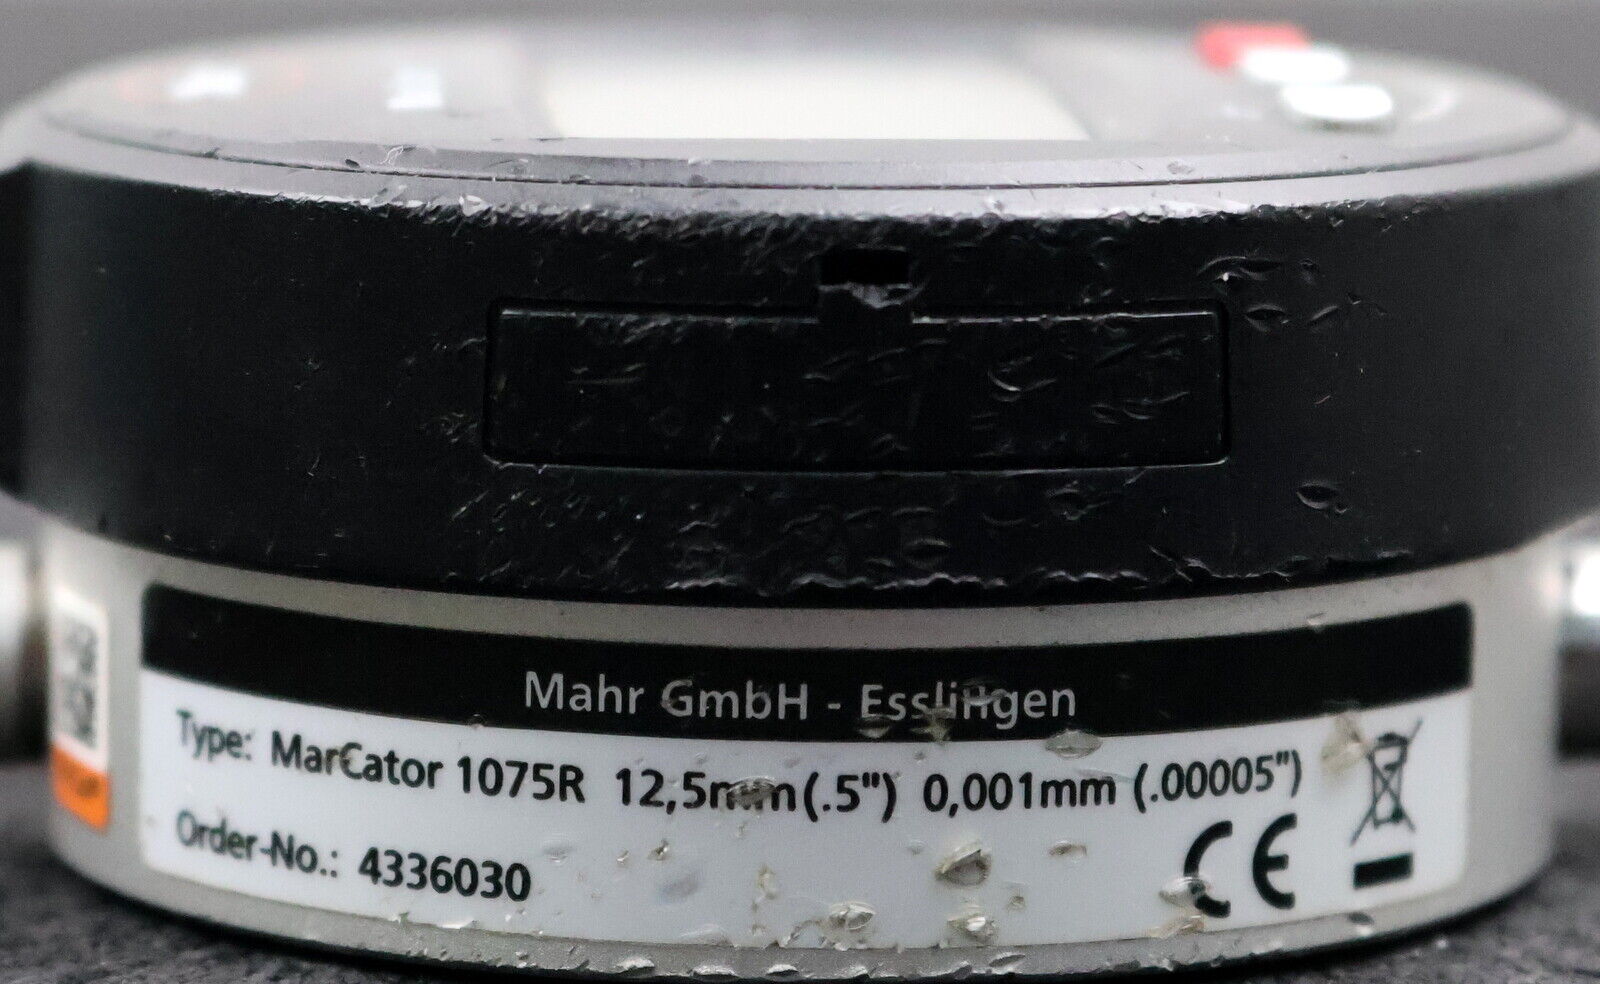 Mahr GmbH - Esslingen
Type: MarCator 1075R 12,5mm(.5") 0,001mm (.00005")
Order-No.: 4336030
CE